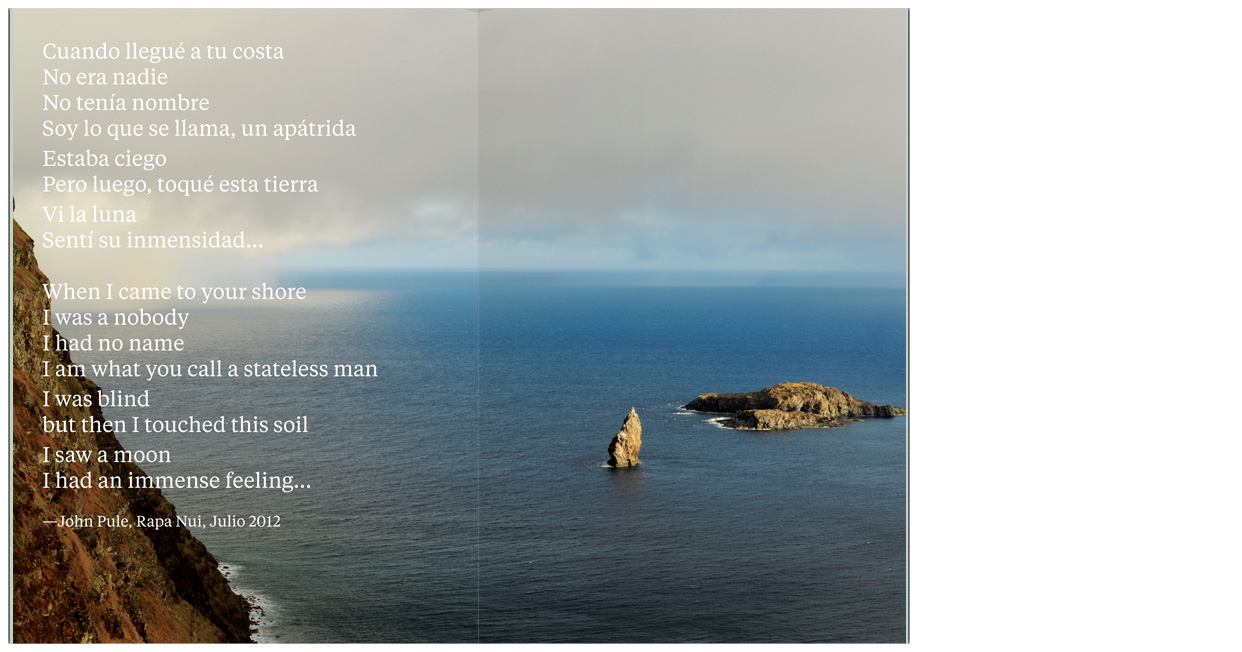 Cuando llegué a tu costa
No era nadie
No tenía nombre
Soy lo que se llama, un apátrida
Estaba ciego
Pero luego, toqué esta tierra
Vi la luna
Sentí su inmensidad...
When I came to your shore
I was a nobody
I had no name
I am what you call a stateless man
I was blind
but then I touched this soil
I saw a moon
I had an immense feeling...
—John Pule, Rapa Nui, Julio 2012